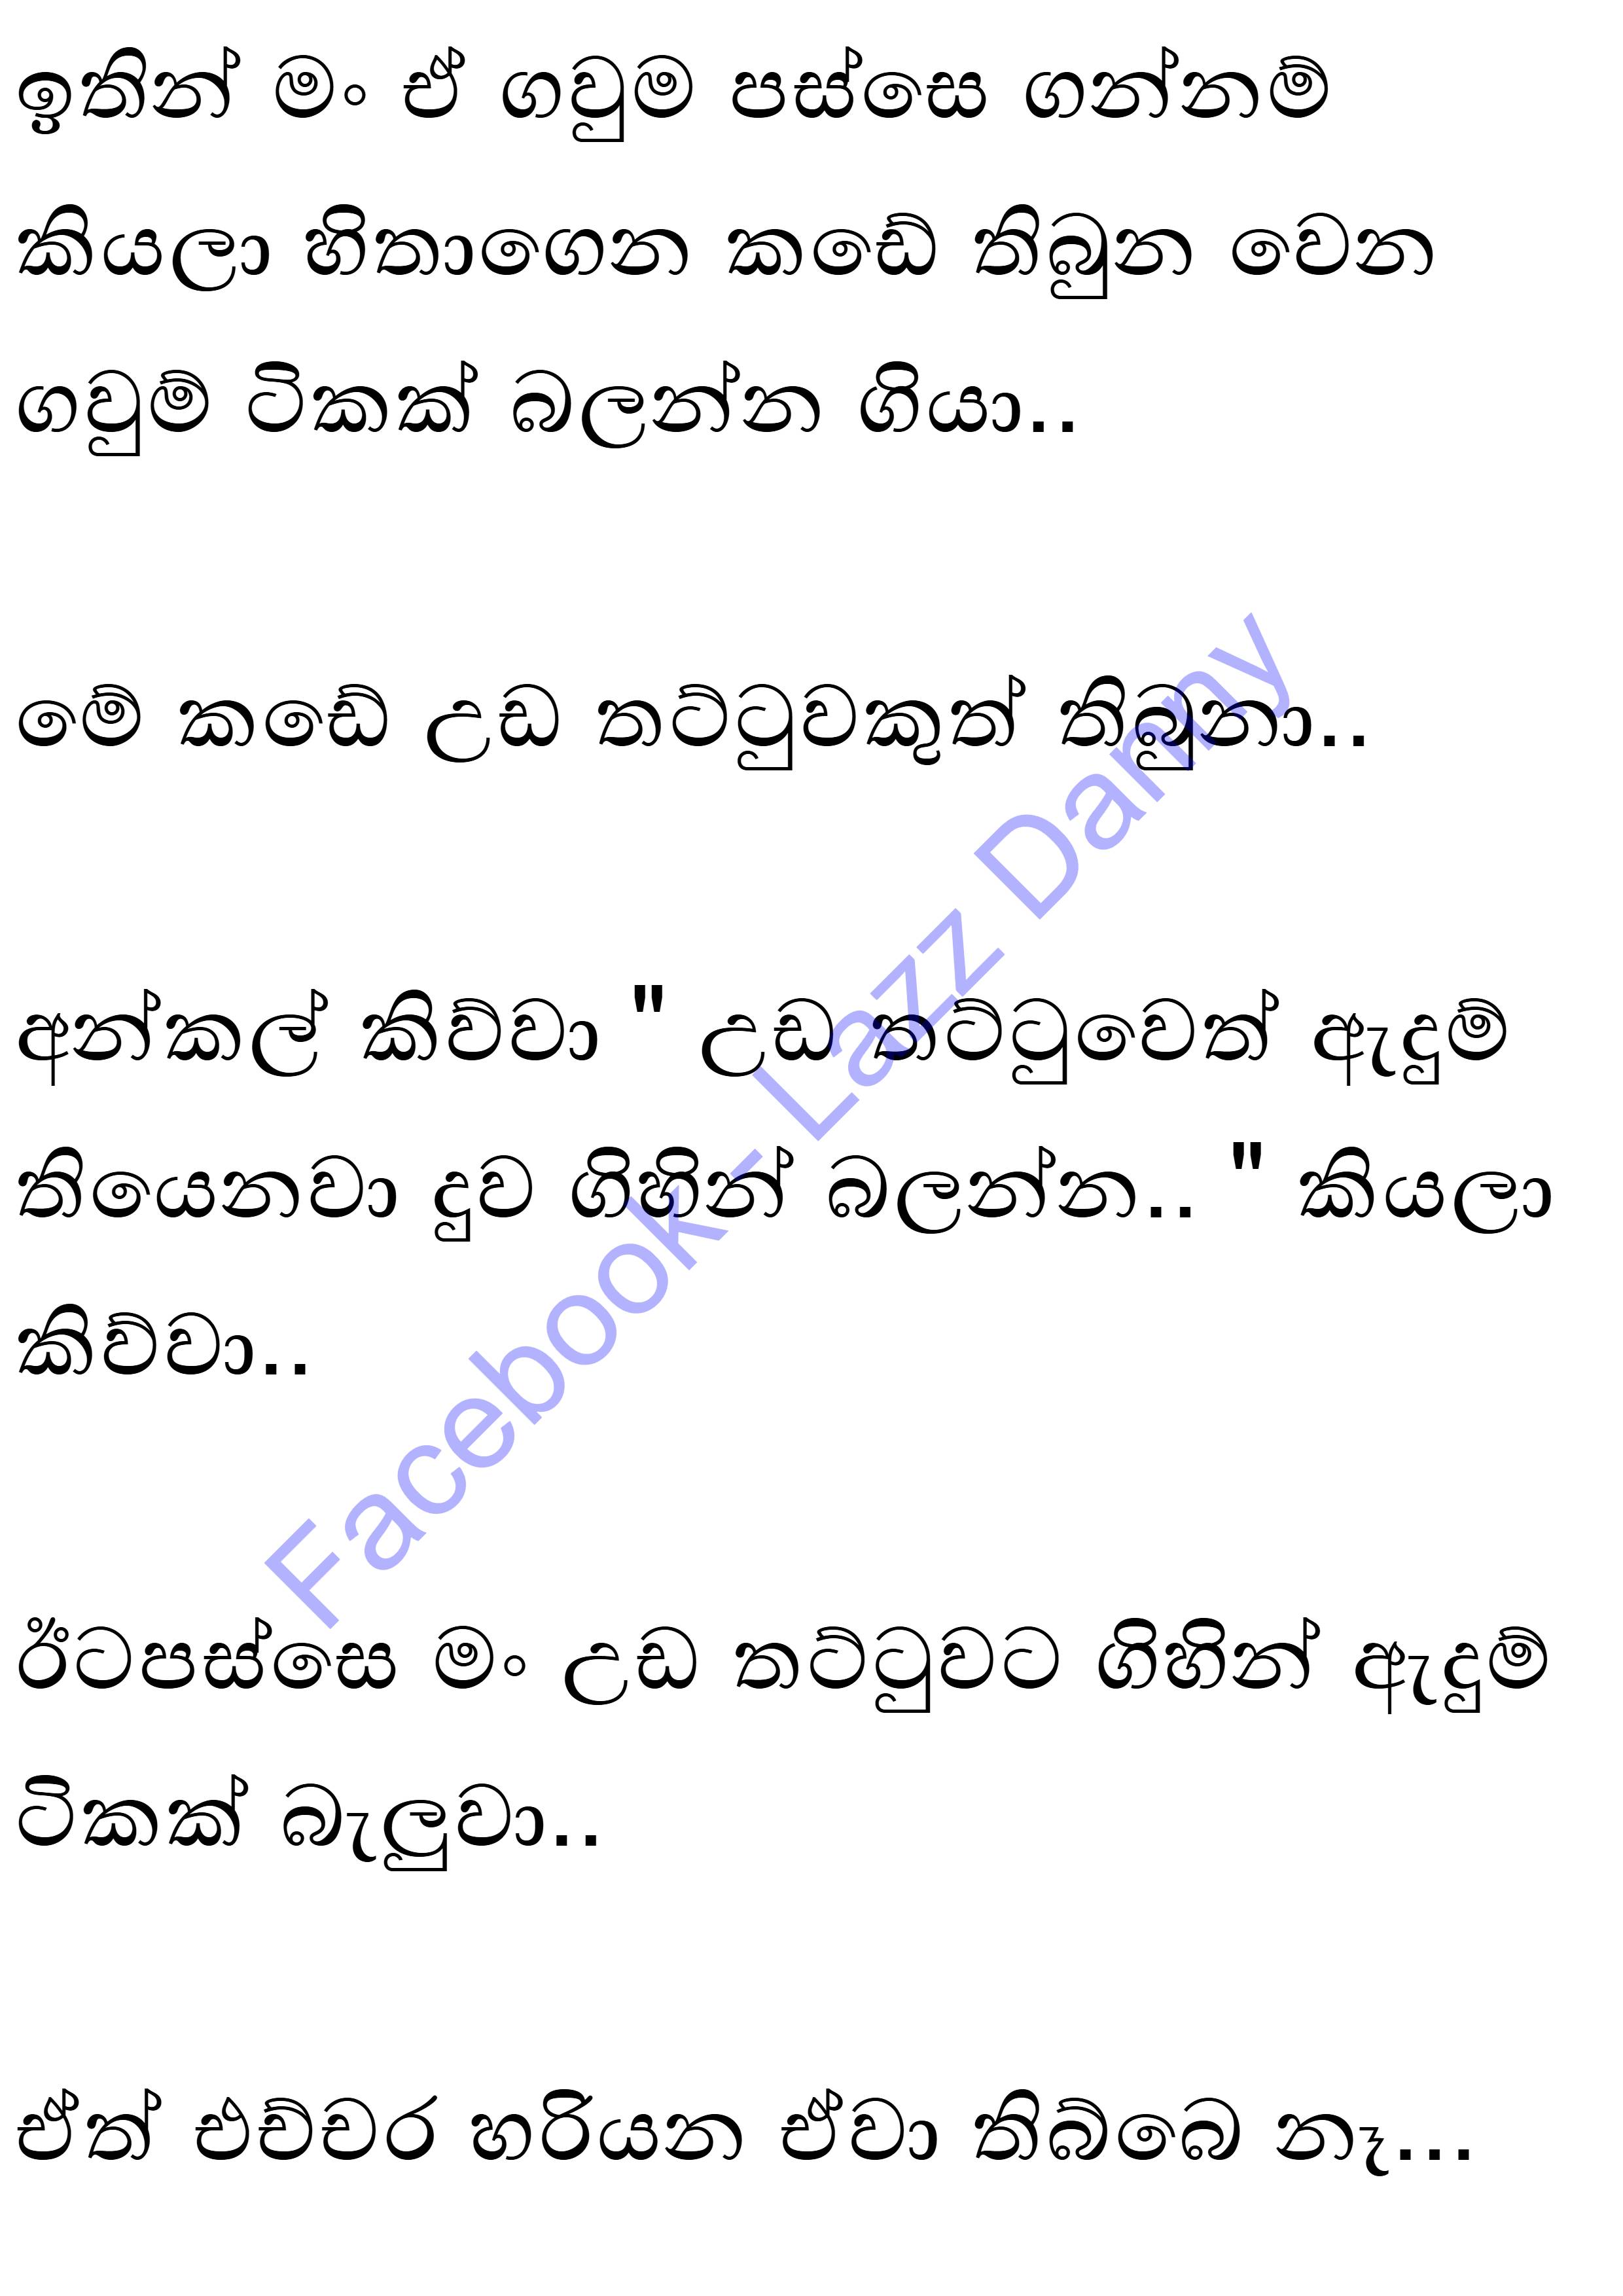 ඉතින් මං ඒ ගවුම පස්සෙ ගන්නම්
කියලා හිතාගෙන කඩේ තිබුන වෙන
ගවුම් ටිකක් බලන්න ගියා..
මේ කඩේ උඩ තට්ටුවකුත් තිබුනා..
අන්කල් කිව්වා " උඩ තට්ටුවෙත් ඇඳුම්
තියෙනවා දුව ගිහින් බලන්න.. " කියලා
කිව්වා..
ඊටපස්සෙ මං උඩ තට්ටුවට ගිහින් ඇදුම්
ටිකක් බැලුවා..
ඒත් එච්චර හරියන ඒවා තිබ්බෙ නෑ...
Facebook - Lazz Danny